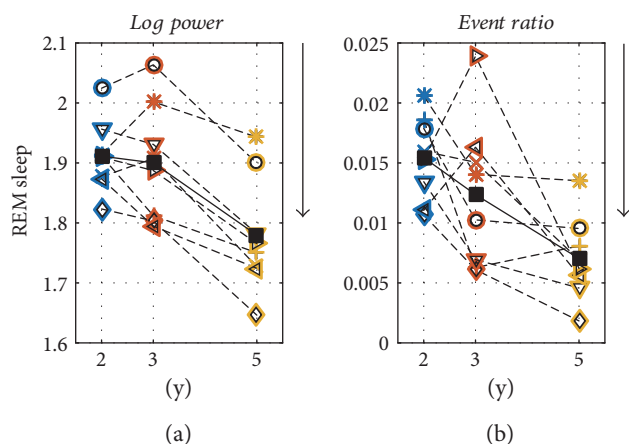 Log power
REM sleep
2.1
2
1.9
1.8
1.7
1.6
2 3 5
(y)
(a)
Event ratio
0.025
0.02
0.015
0.01
0.005
0
2 3 5
(y)
(b)